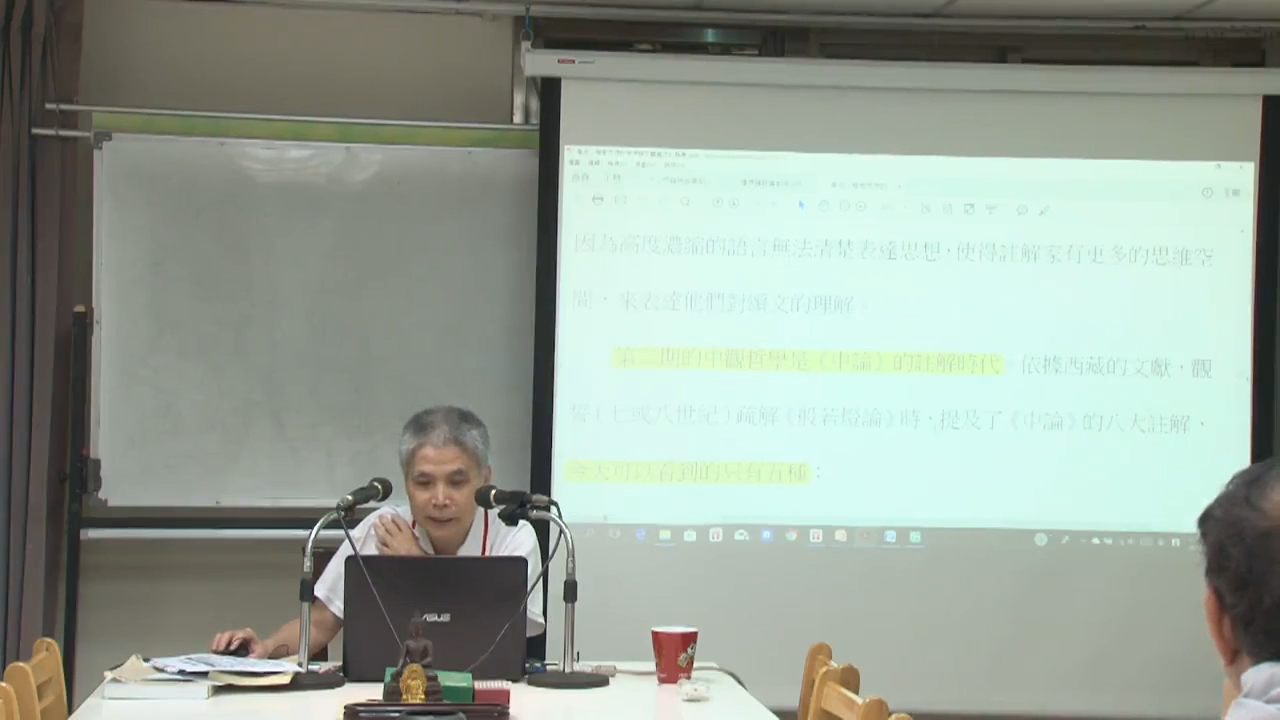 因為高度濃縮的語言無法清楚表達思想，使得註解家有更多的思維空
間，來表達他們對頌文的理解。
第二期的中觀哲學是《中論》的註解時代。依據西藏的文獻，觀
誓（七或八世紀）疏解《般若燈論》時，提及了《中論》的八大註解，
今天可以看到的只有五種：
ASUS